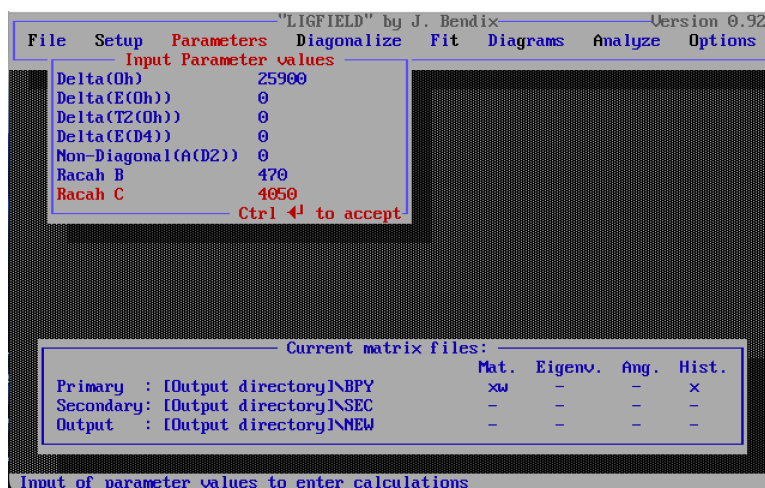 "LIGFIELD" by J. Bendix Version 0.92
File Setup Parameters Diagonalize Fit Diagrams Analyze Options
Input Parameter values
Delta(Oh) 25900
Delta(E(Oh)) 0
Delta(T2(Oh)) 0
Delta(E(D4)) 0
Non-Diagonal(A(D2)) 0
Racah B 470
Racah C 4050
Ctrl ↵ to accept
Current matrix files:
Mat. Eigenv. Ang. Hist.
Primary : [Output directory]\BPY xw - - x
Secondary: [Output directory]\SEC - - - -
Output : [Output directory]\NEW - - - -
Input of parameter values to enter calculations